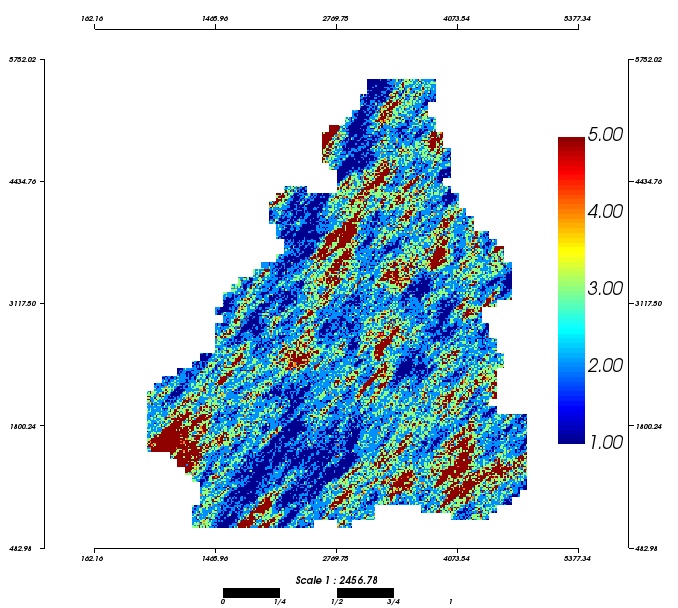 162.16 1465.96 2769.75 4073.54 5377.34
5752.02 5752.02
5.00
4434.76 4434.76
4.00
3117.50 3.00 3117.50
2.00
1800.24 1.00 1800.24
482.98 482.98
162.16 1465.96 2769.75 4073.54 5377.34
Scale 1 : 2456.78
0 1/4 1/2 3/4 1